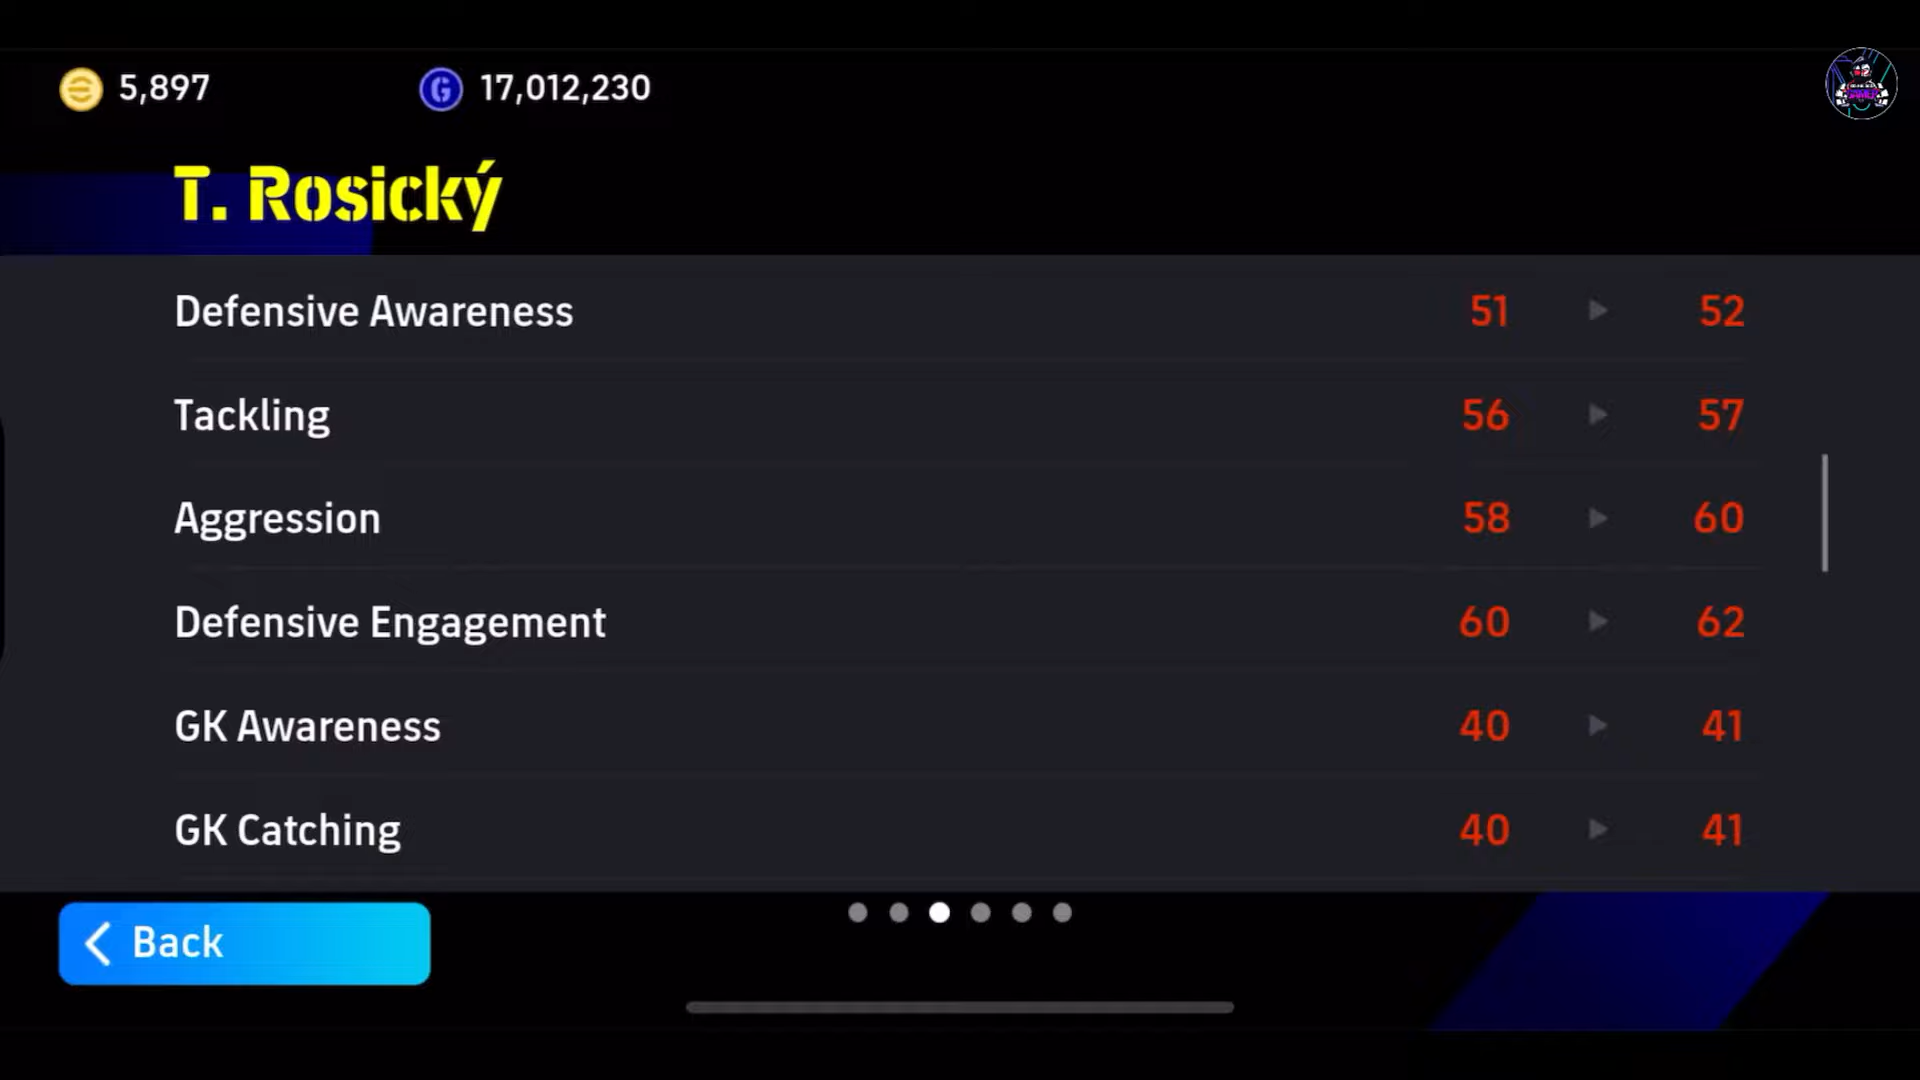 5,897 17,012,230
T. Rosický
Defensive Awareness 51 52
Tackling 56 57
Aggression 58 60
Defensive Engagement 60 62
GK Awareness 40 41
GK Catching 40 41
Back